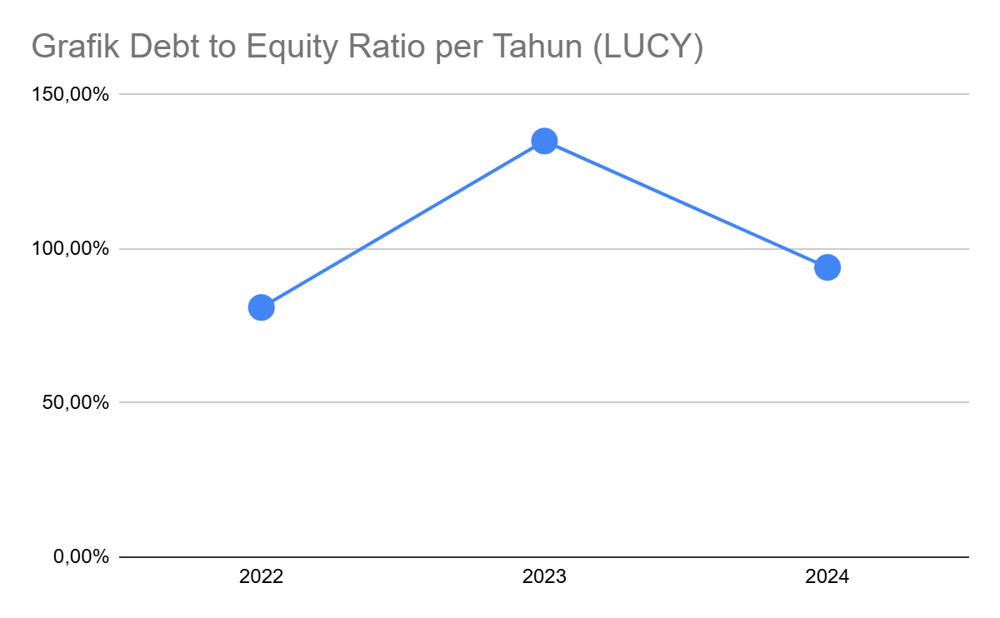 Grafik Debt to Equity Ratio per Tahun (LUCY)
150,00%
100,00%
50,00%
0,00%
2022 2023 2024